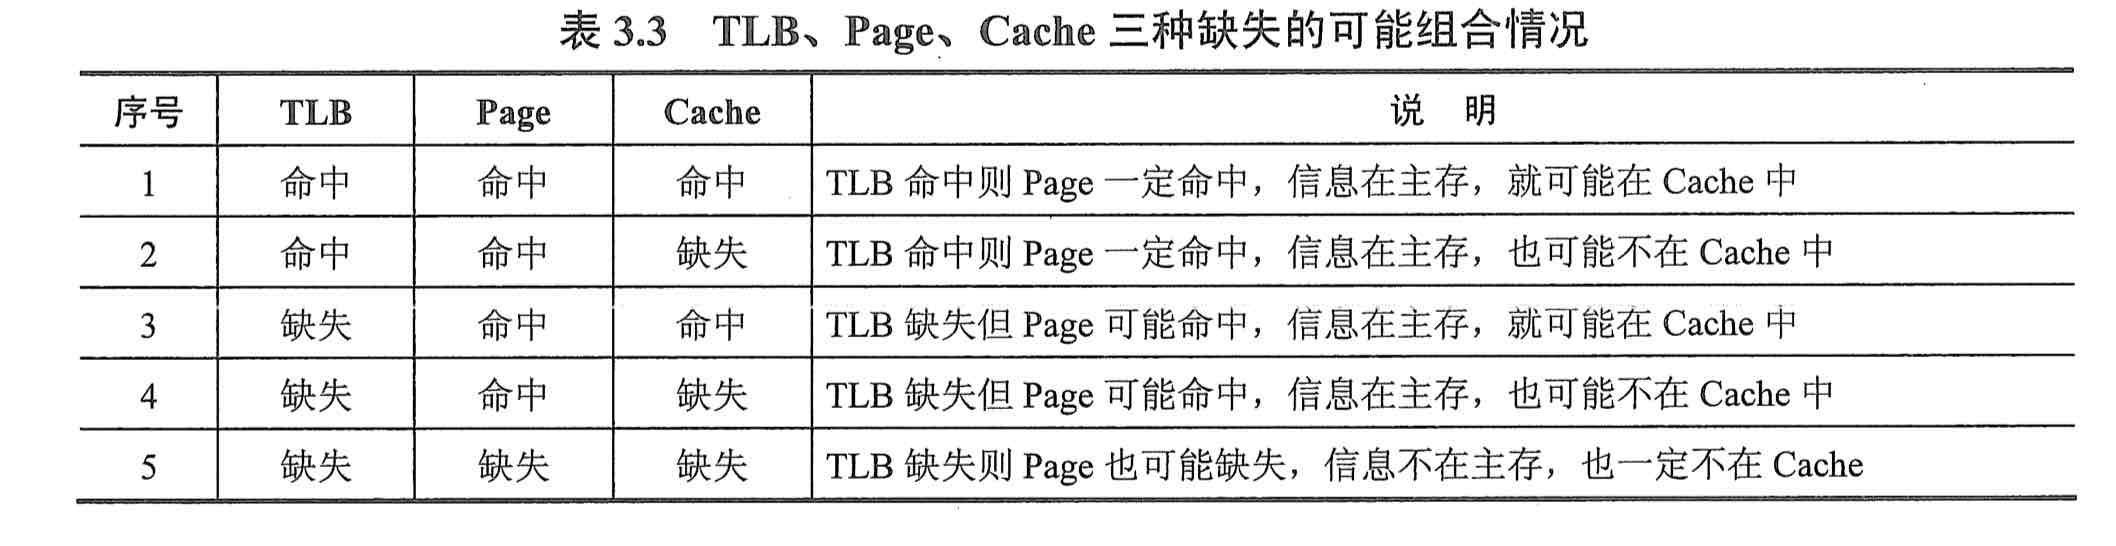 表 3.3 TLB、Page、Cache 三种缺失的可能组合情况
序号 TLB Page Cache 说 明
1 命中 命中 命中 TLB 命中则 Page 一定命中，信息在主存，就可能在 Cache 中
2 命中 命中 缺失 TLB 命中则 Page 一定命中，信息在主存，也可能不在 Cache 中
3 缺失 命中 命中 TLB 缺失但 Page 可能命中，信息在主存，就可能在 Cache 中
4 缺失 命中 缺失 TLB 缺失但 Page 可能命中，信息在主存，也可能不在 Cache 中
5 缺失 缺失 缺失 TLB 缺失则 Page 也可能缺失，信息不在主存，也一定不在 Cache